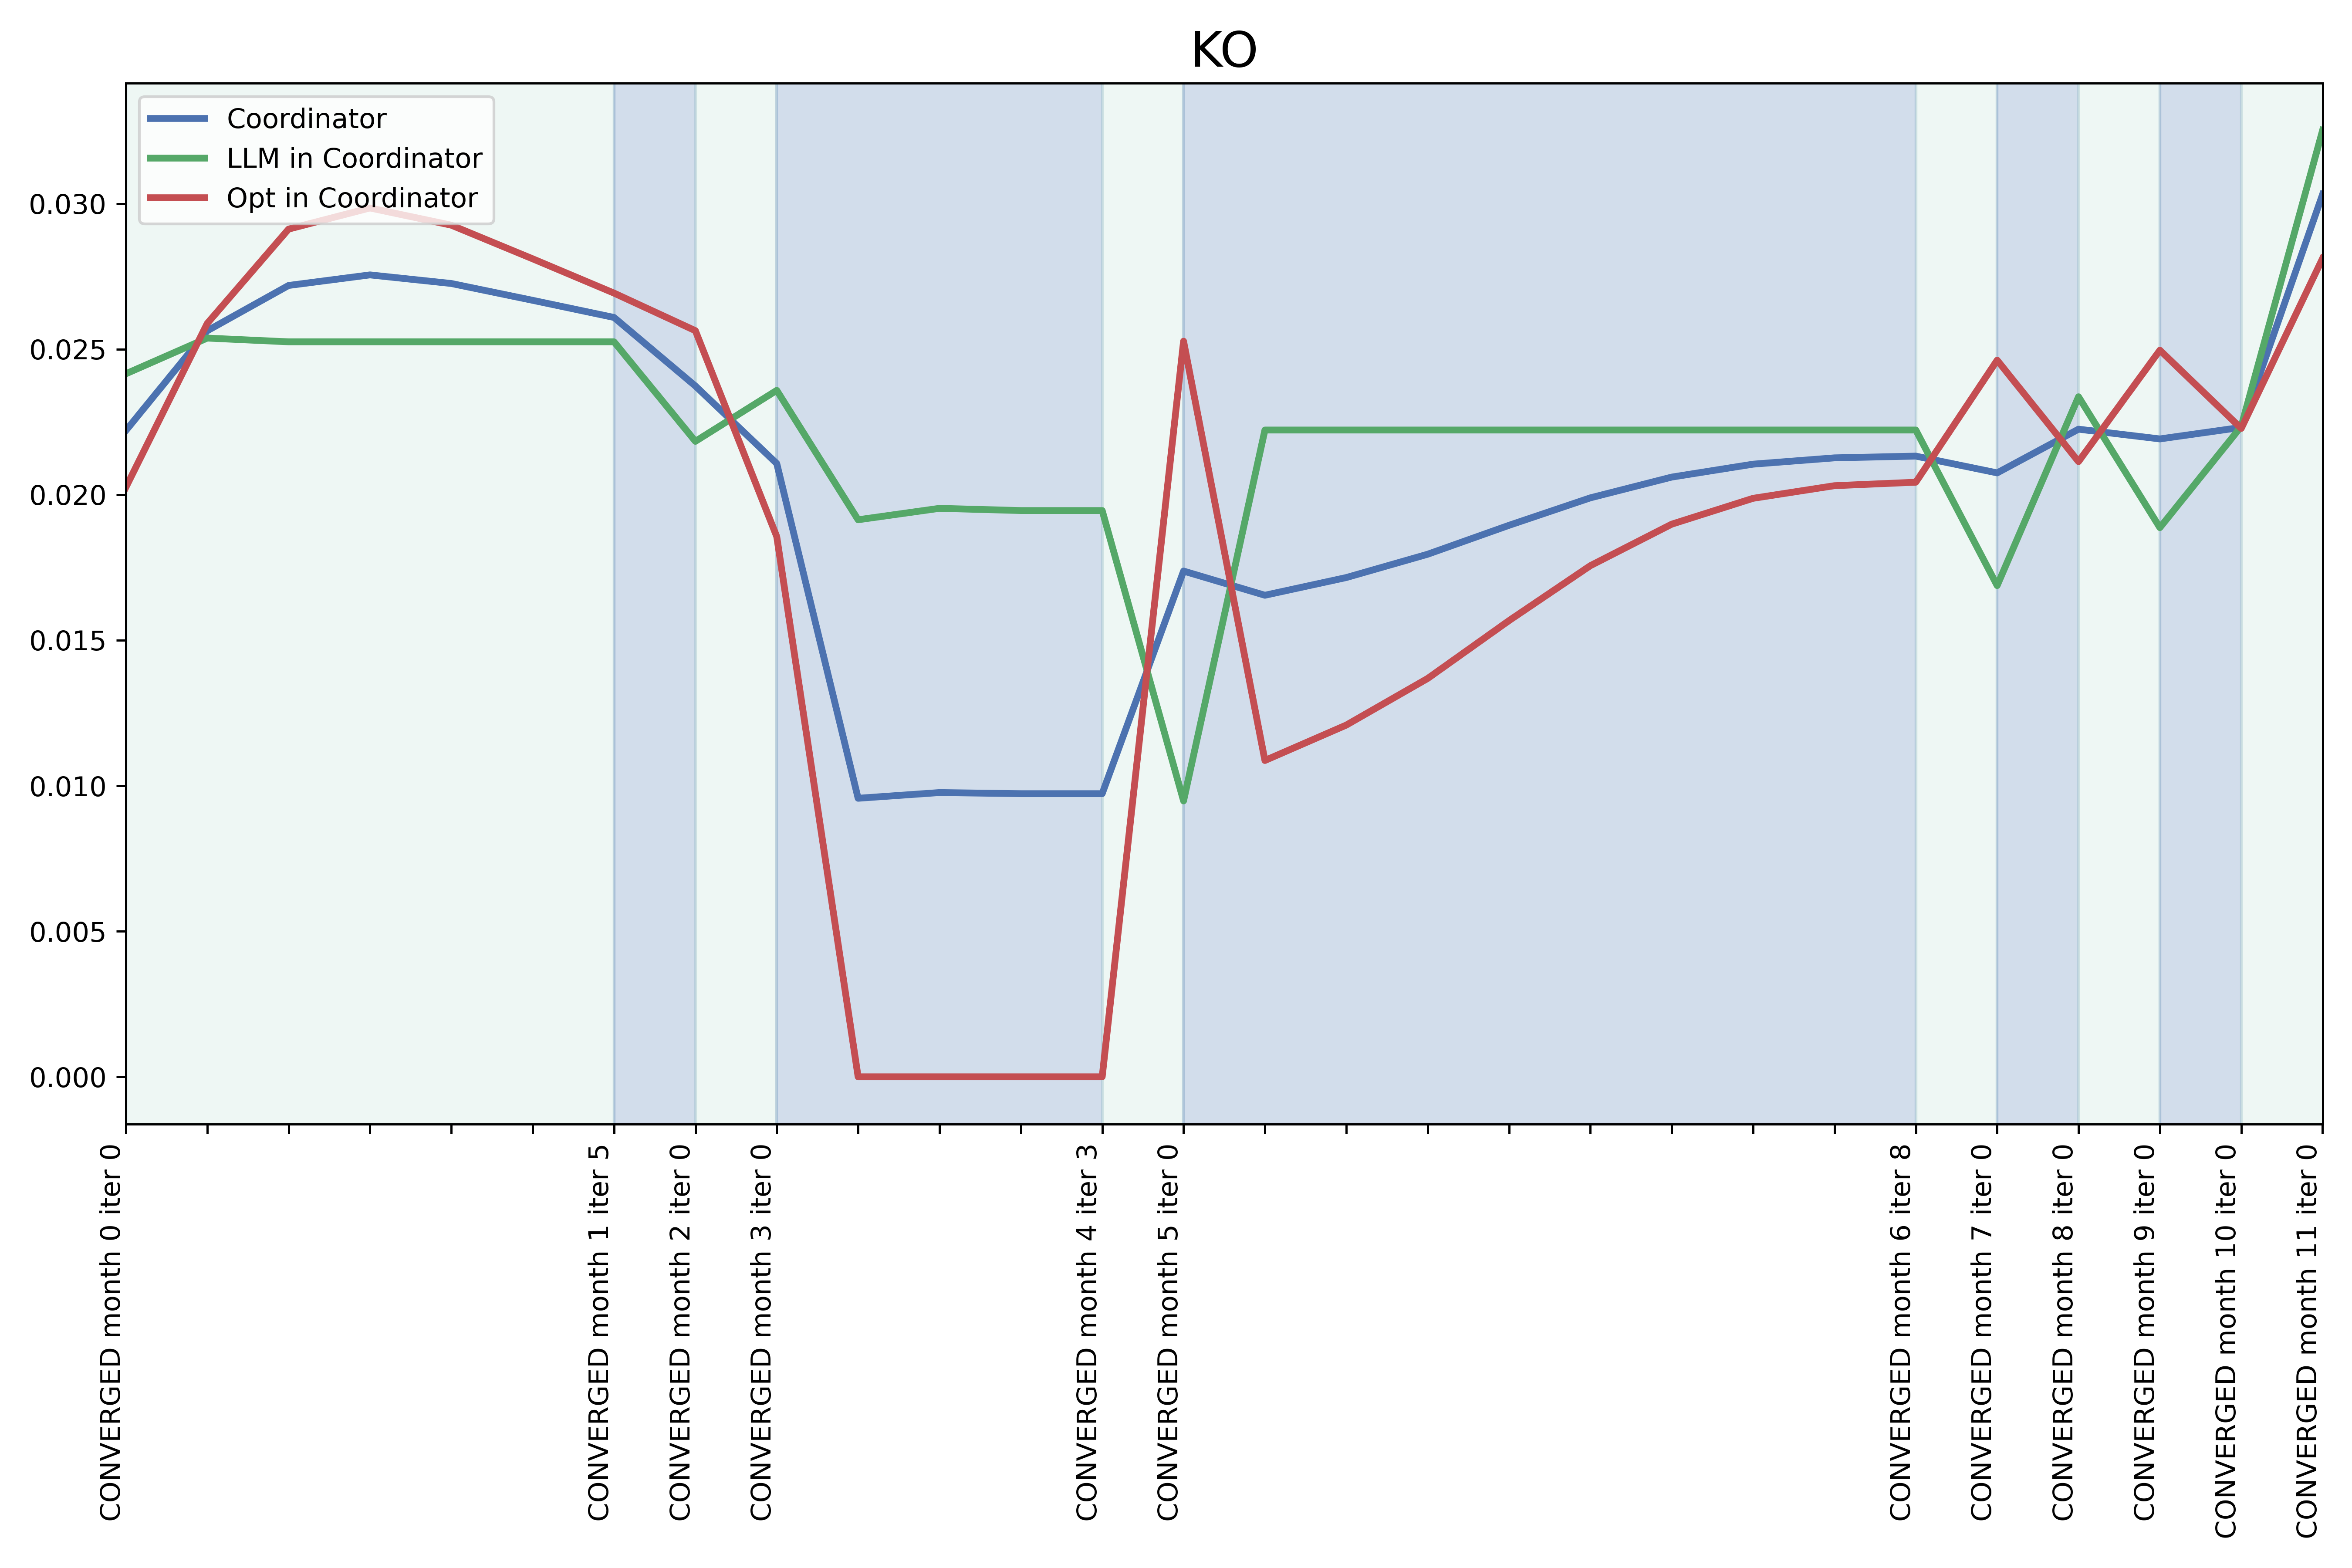 KO
Coordinator
LLM in Coordinator
Opt in Coordinator
0.030
0.025
0.020
0.015
0.010
0.005
0.000
CONVERGED month 0 iter 0
CONVERGED month 1 iter 5
CONVERGED month 2 iter 0
CONVERGED month 3 iter 0
CONVERGED month 4 iter 3
CONVERGED month 5 iter 0
CONVERGED month 6 iter 8
CONVERGED month 7 iter 0
CONVERGED month 8 iter 0
CONVERGED month 9 iter 0
CONVERGED month 10 iter 0
CONVERGED month 11 iter 0